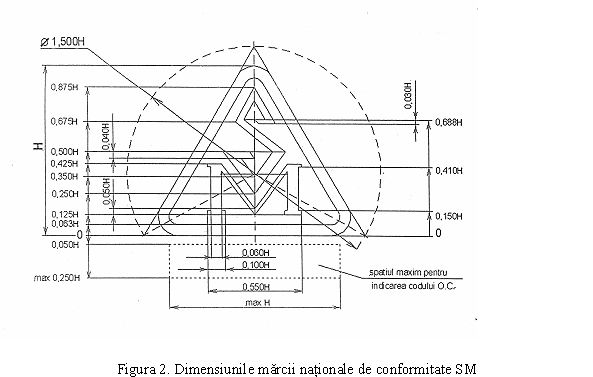 Ø 1,500H
0,875H
0,675H
0,500H
0,425H
0,350H
0,250H
0,125H
0,063H
0
0,050H
max 0,250H
H
0,040H
0,050H
0,030H
0,688H
0,410H
0,150H
0
0,060H
0,100H
0,550H
max H
spatiul maxim pentru
indicarea codului O.C.
Figura 2. Dimensiunile mărcii naționale de conformitate SM